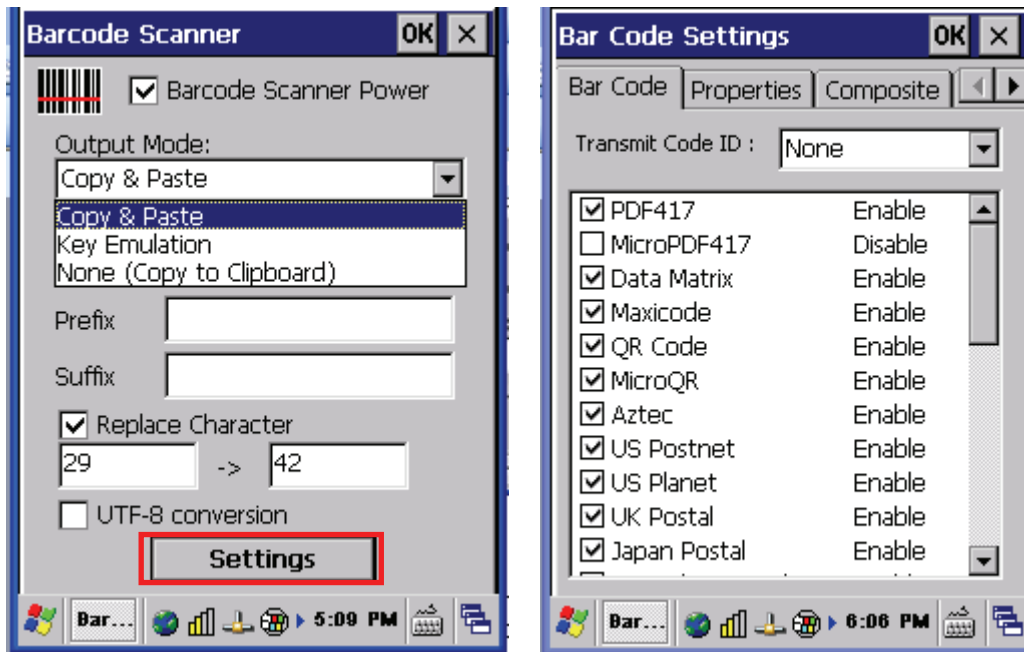 Barcode Scanner OK ×
Barcode Scanner Power
Output Mode:
Copy & Paste
Copy & Paste
Key Emulation
None (Copy to Clipboard)
Prefix
Suffix
Replace Character
29 -> 42
UTF-8 conversion
Settings
Bar... 5:09 PM
Bar Code Settings OK ×
Bar Code Properties Composite
Transmit Code ID : None
PDF417 Enable
MicroPDF417 Disable
Data Matrix Enable
Maxicode Enable
QR Code Enable
MicroQR Enable
Aztec Enable
US Postnet Enable
US Planet Enable
UK Postal Enable
Japan Postal Enable
Bar... 6:06 PM